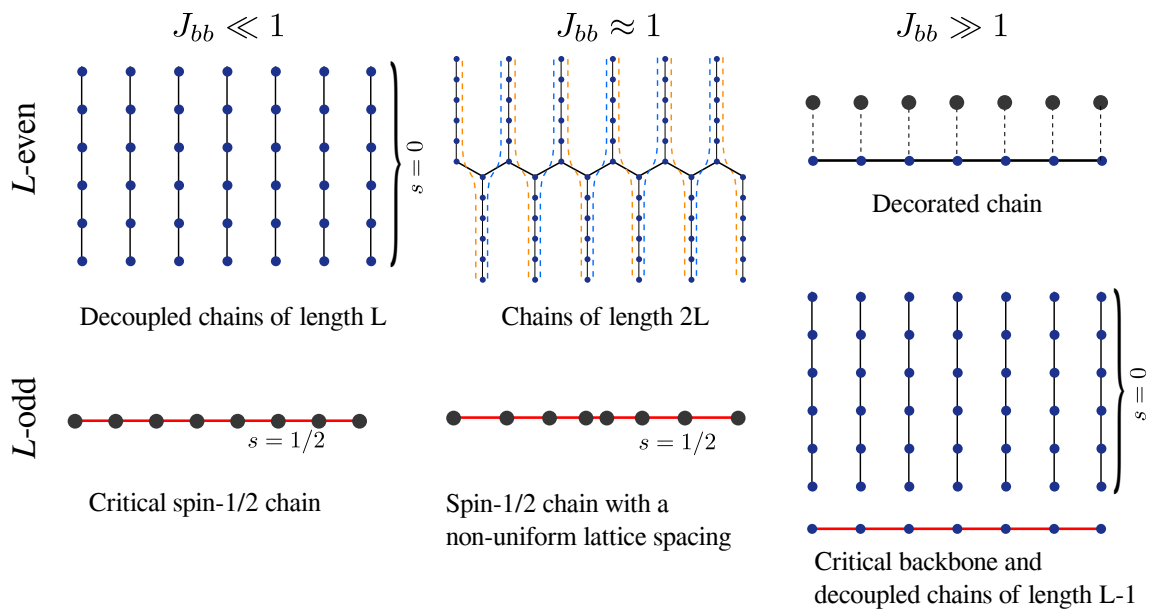 J_{bb} ≪ 1
J_{bb} ≈ 1
J_{bb} ≫ 1
L-even
s = 0
Decoupled chains of length L
Chains of length 2L
Decorated chain
L-odd
s = 1/2
Critical spin-1/2 chain
s = 1/2
Spin-1/2 chain with a
non-uniform lattice spacing
s = 0
Critical backbone and
decoupled chains of length L-1